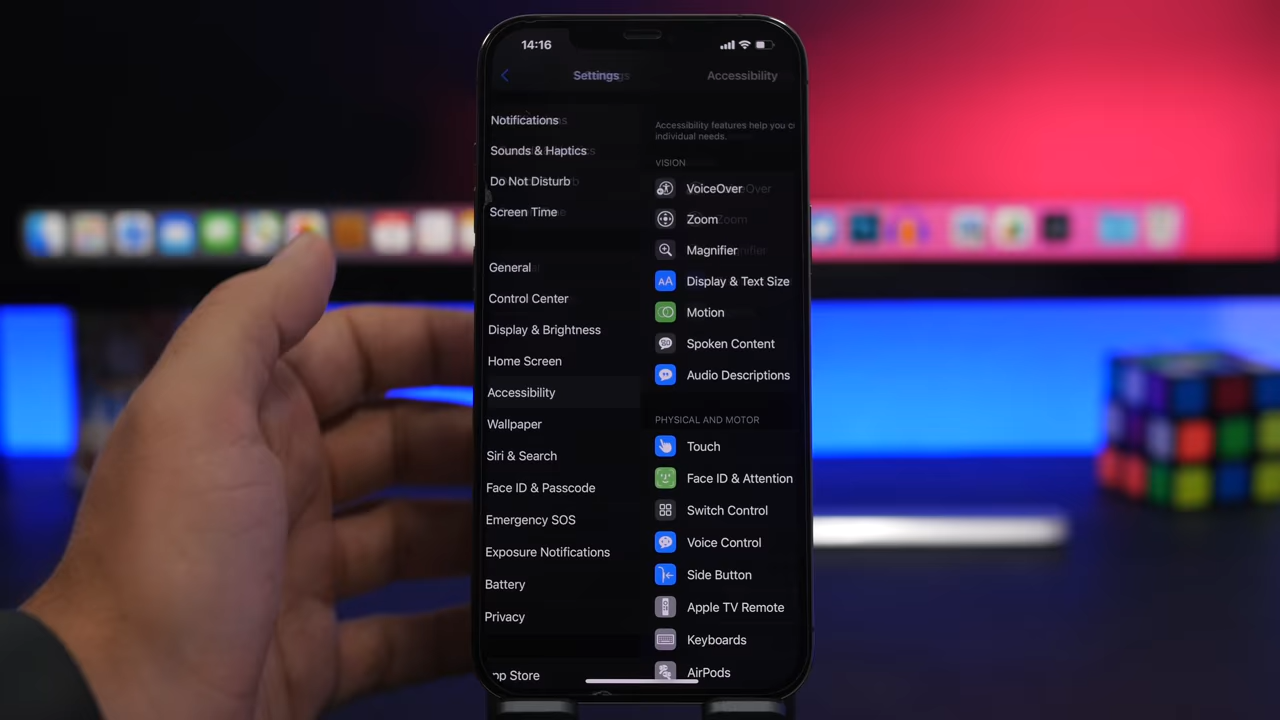 14:16
Settings
Accessibility
Notifications
Sounds & Haptics
Do Not Disturb
Screen Time
General
Control Center
Display & Brightness
Home Screen
Accessibility
Wallpaper
Siri & Search
Face ID & Passcode
Emergency SOS
Exposure Notifications
Battery
Privacy
pp Store
Accessibility features help you c
individual needs.
VISION
VoiceOver
Zoom
Magnifier
Display & Text Size
Motion
Spoken Content
Audio Descriptions
PHYSICAL AND MOTOR
Touch
Face ID & Attention
Switch Control
Voice Control
Side Button
Apple TV Remote
Keyboards
AirPods